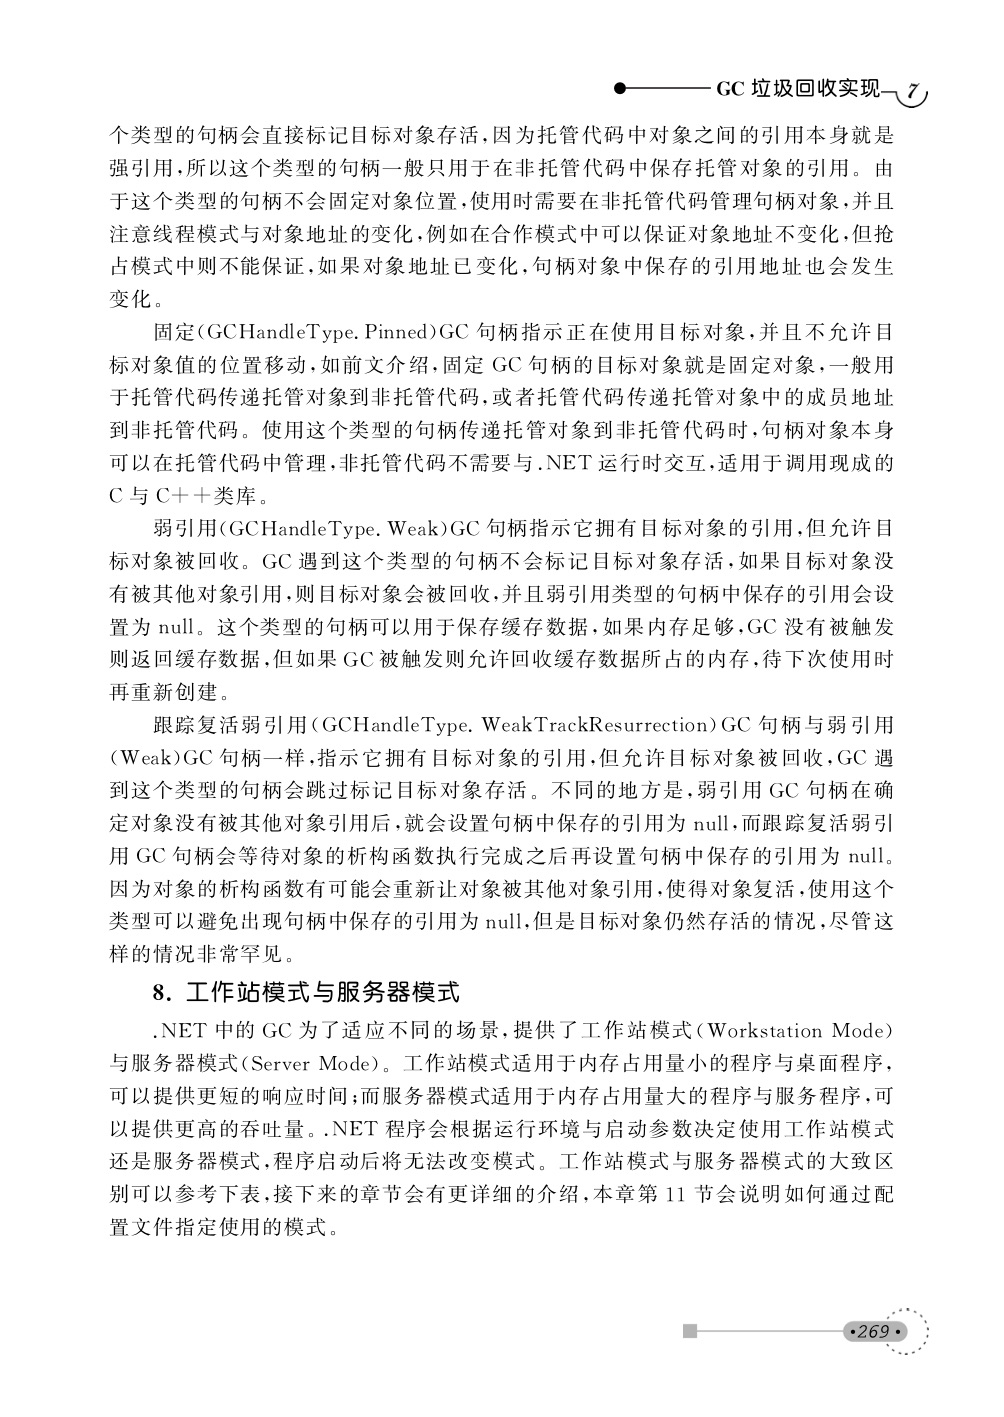 GC 垃圾回收实现 7
个类型的句柄会直接标记目标对象存活,因为托管代码中对象之间的引用本身就是
强引用,所以这个类型的句柄一般只用于在非托管代码中保存托管对象的引用。由
于这个类型的句柄不会固定对象位置,使用时需要在非托管代码管理句柄对象,并且
注意线程模式与对象地址的变化,例如在合作模式中可以保证对象地址不变化,但抢
占模式中则不能保证,如果对象地址已变化,句柄对象中保存的引用地址也会发生
变化。
固定(GCHandleType. Pinned)GC 句柄指示正在使用目标对象,并且不允许目
标对象值的位置移动,如前文介绍,固定 GC 句柄的目标对象就是固定对象,一般用
于托管代码传递托管对象到非托管代码,或者托管代码传递托管对象中的成员地址
到非托管代码。使用这个类型的句柄传递托管对象到非托管代码时,句柄对象本身
可以在托管代码中管理,非托管代码不需要与.NET 运行时交互,适用于调用现成的
C 与 C++类库。
弱引用(GCHandleType. Weak)GC 句柄指示它拥有目标对象的引用,但允许目
标对象被回收。GC 遇到这个类型的句柄不会标记目标对象存活,如果目标对象没
有被其他对象引用,则目标对象会被回收,并且弱引用类型的句柄中保存的引用会设
置为 null。这个类型的句柄可以用于保存缓存数据,如果内存足够,GC 没有被触发
则返回缓存数据,但如果 GC 被触发则允许回收缓存数据所占的内存,待下次使用时
再重新创建。
跟踪复活弱引用(GCHandleType. WeakTrackResurrection)GC 句柄与弱引用
(Weak)GC 句柄一样,指示它拥有目标对象的引用,但允许目标对象被回收,GC 遇
到这个类型的句柄会跳过标记目标对象存活。不同的地方是,弱引用 GC 句柄在确
定对象没有被其他对象引用后,就会设置句柄中保存的引用为 null,而跟踪复活弱引
用 GC 句柄会等待对象的析构函数执行完成之后再设置句柄中保存的引用为 null。
因为对象的析构函数有可能会重新让对象被其他对象引用,使得对象复活,使用这个
类型可以避免出现句柄中保存的引用为 null,但是目标对象仍然存活的情况,尽管这
样的情况非常罕见。
8. 工作站模式与服务器模式
.NET 中的 GC 为了适应不同的场景,提供了工作站模式(Workstation Mode)
与服务器模式(Server Mode)。工作站模式适用于内存占用量小的程序与桌面程序,
可以提供更短的响应时间;而服务器模式适用于内存占用量大的程序与服务程序,可
以提供更高的吞吐量。.NET 程序会根据运行环境与启动参数决定使用工作站模式
还是服务器模式,程序启动后将无法改变模式。工作站模式与服务器模式的大致区
别可以参考下表,接下来的章节会有更详细的介绍,本章第 11 节会说明如何通过配
置文件指定使用的模式。
·269·